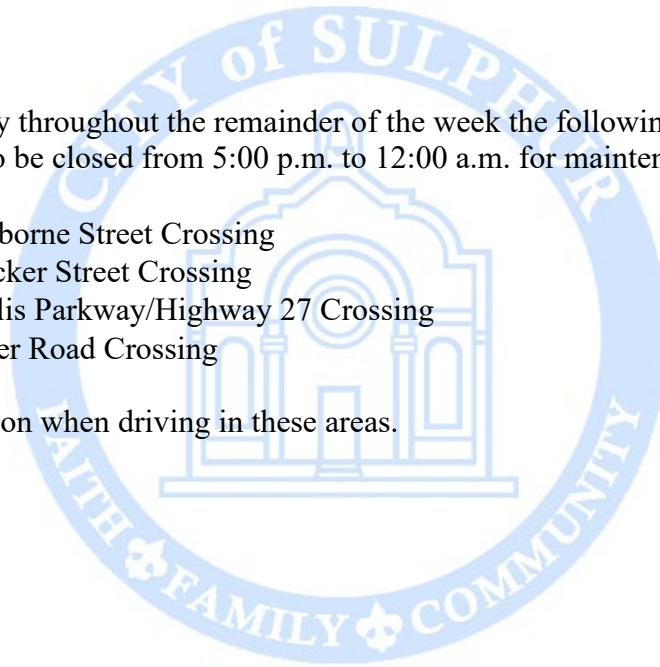 CITY of SULPHUR
y throughout the remainder of the week the followin
o be closed from 5:00 p.m. to 12:00 a.m. for mainten
borne Street Crossing
cker Street Crossing
lis Parkway/Highway 27 Crossing
er Road Crossing
on when driving in these areas.
FAITH FAMILY COMMUNITY